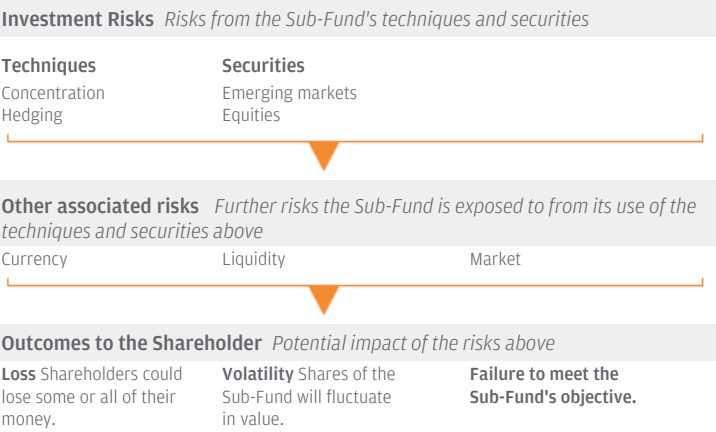 Investment Risks Risks from the Sub-Fund's techniques and securities
Techniques Securities
Concentration Emerging markets
Hedging Equities
Other associated risks Further risks the Sub-Fund is exposed to from its use of the
techniques and securities above
Currency Liquidity Market
Outcomes to the Shareholder Potential impact of the risks above
Loss Shareholders could
lose some or all of their
money.
Volatility Shares of the
Sub-Fund will fluctuate
in value.
Failure to meet the
Sub-Fund's objective.